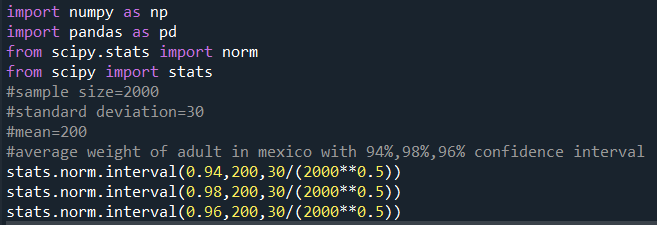 import numpy as np
import pandas as pd
from scipy.stats import norm
from scipy import stats
#sample size=2000
#standard deviation=30
#mean=200
#average weight of adult in mexico with 94%,98%,96% confidence interval
stats.norm.interval(0.94,200,30/(2000**0.5))
stats.norm.interval(0.98,200,30/(2000**0.5))
stats.norm.interval(0.96,200,30/(2000**0.5))